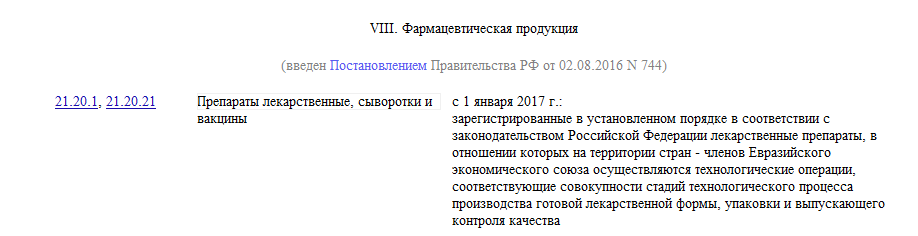 VIII. Фармацевтическая продукция
(введен Постановлением Правительства РФ от 02.08.2016 N 744)
21.20.1, 21.20.21 Препараты лекарственные, сыворотки и вакцины
с 1 января 2017 г.:
зарегистрированные в установленном порядке в соответствии с
законодательством Российской Федерации лекарственные препараты, в
отношении которых на территории стран - членов Евразийского
экономического союза осуществляются технологические операции,
соответствующие совокупности стадий технологического процесса
производства готовой лекарственной формы, упаковки и выпускающего
контроля качества